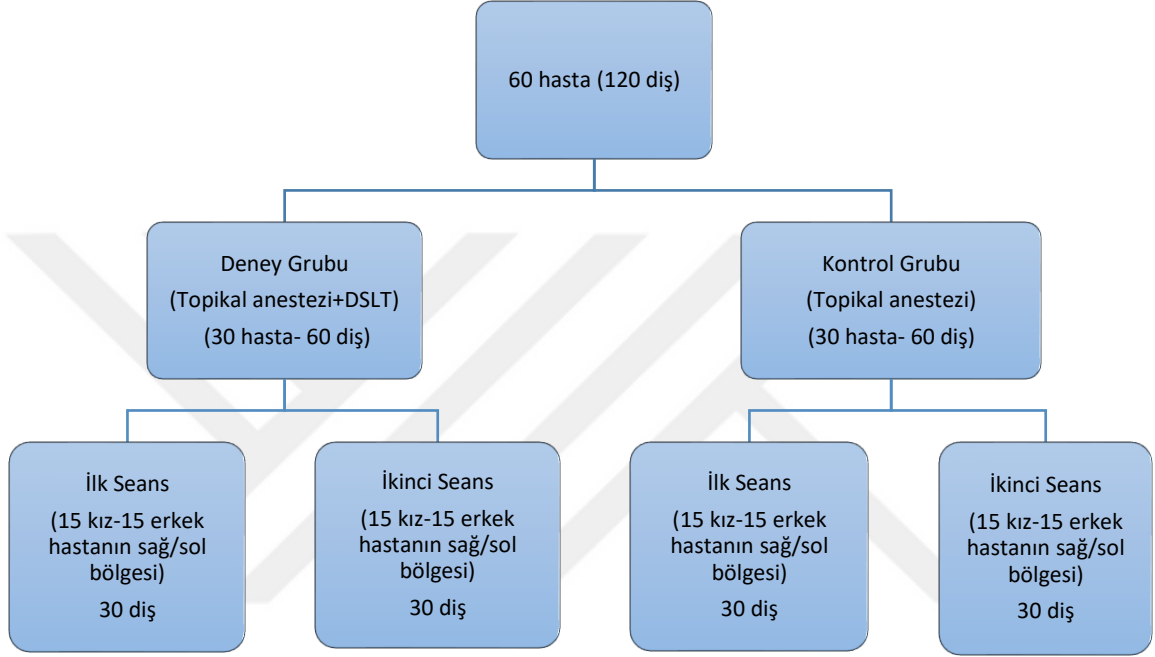 60 hasta (120 diş)
Deney Grubu
(Topikal anestezi+DSLT)
(30 hasta- 60 diş)
Kontrol Grubu
(Topikal anestezi)
(30 hasta- 60 diş)
İlk Seans
(15 kız-15 erkek
hastanın sağ/sol
bölgesi)
30 diş
İkinci Seans
(15 kız-15 erkek
hastanın sağ/sol
bölgesi)
30 diş
İlk Seans
(15 kız-15 erkek
hastanın sağ/sol
bölgesi)
30 diş
İkinci Seans
(15 kız-15 erkek
hastanın sağ/sol
bölgesi)
30 diş